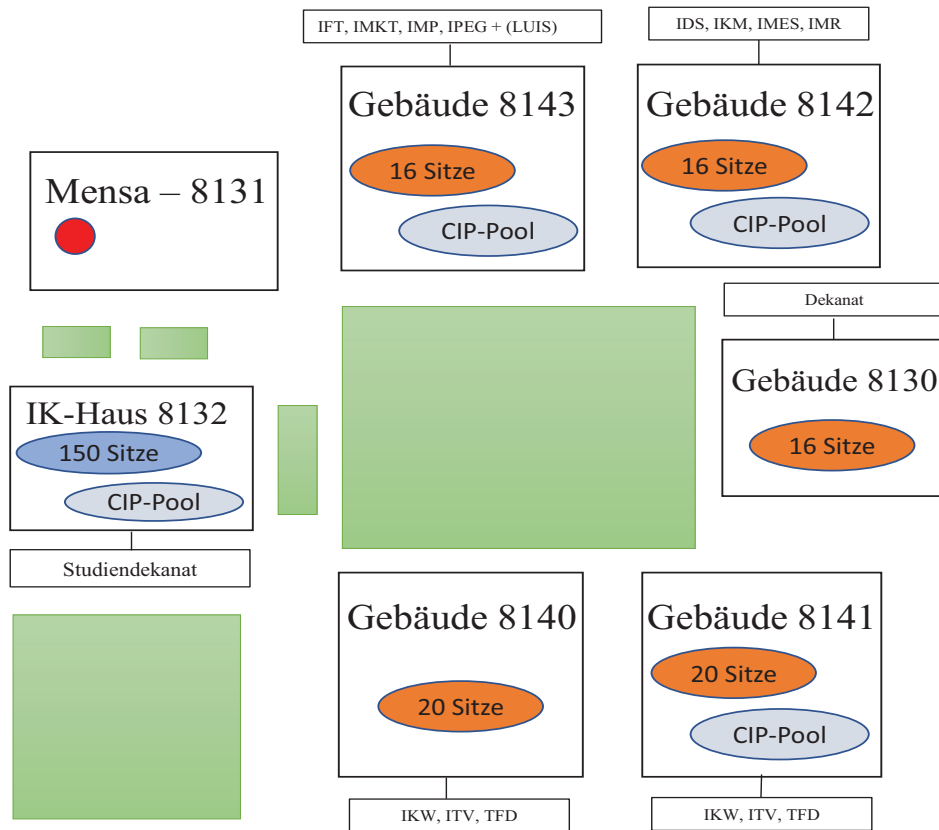 IFT, IMKT, IMP, IPEG + (LUIS)
IDS, IKM, IMES, IMR
Gebäude 8143
16 Sitze
CIP-Pool
Gebäude 8142
16 Sitze
CIP-Pool
Mensa – 8131
Dekanat
Gebäude 8130
16 Sitze
IK-Haus 8132
150 Sitze
CIP-Pool
Studiendekanat
Gebäude 8140
20 Sitze
IKW, ITV, TFD
Gebäude 8141
20 Sitze
CIP-Pool
IKW, ITV, TFD